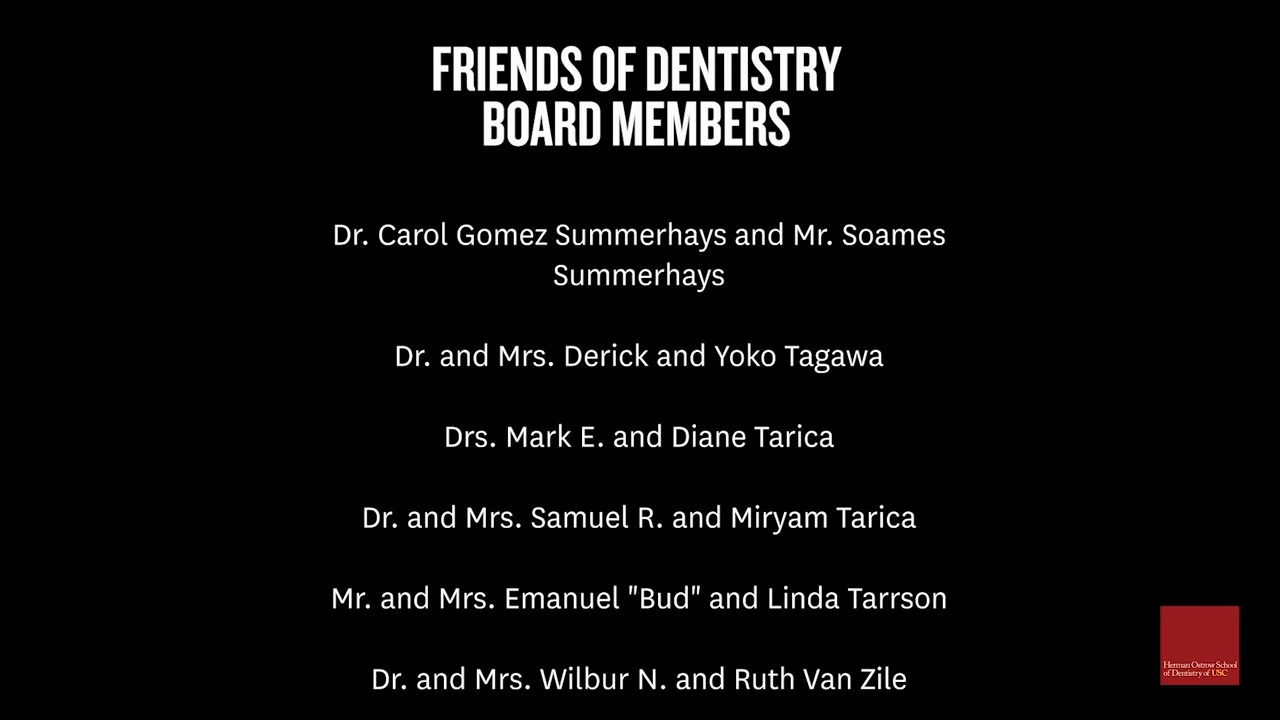 FRIENDS OF DENTISTRY
BOARD MEMBERS
Dr. Carol Gomez Summerhays and Mr. Soames
Summerhays
Dr. and Mrs. Derick and Yoko Tagawa
Drs. Mark E. and Diane Tarica
Dr. and Mrs. Samuel R. and Miryam Tarica
Mr. and Mrs. Emanuel "Bud" and Linda Tarrson
Dr. and Mrs. Wilbur N. and Ruth Van Zile
Herman Ostrow School
of Dentistry of USC